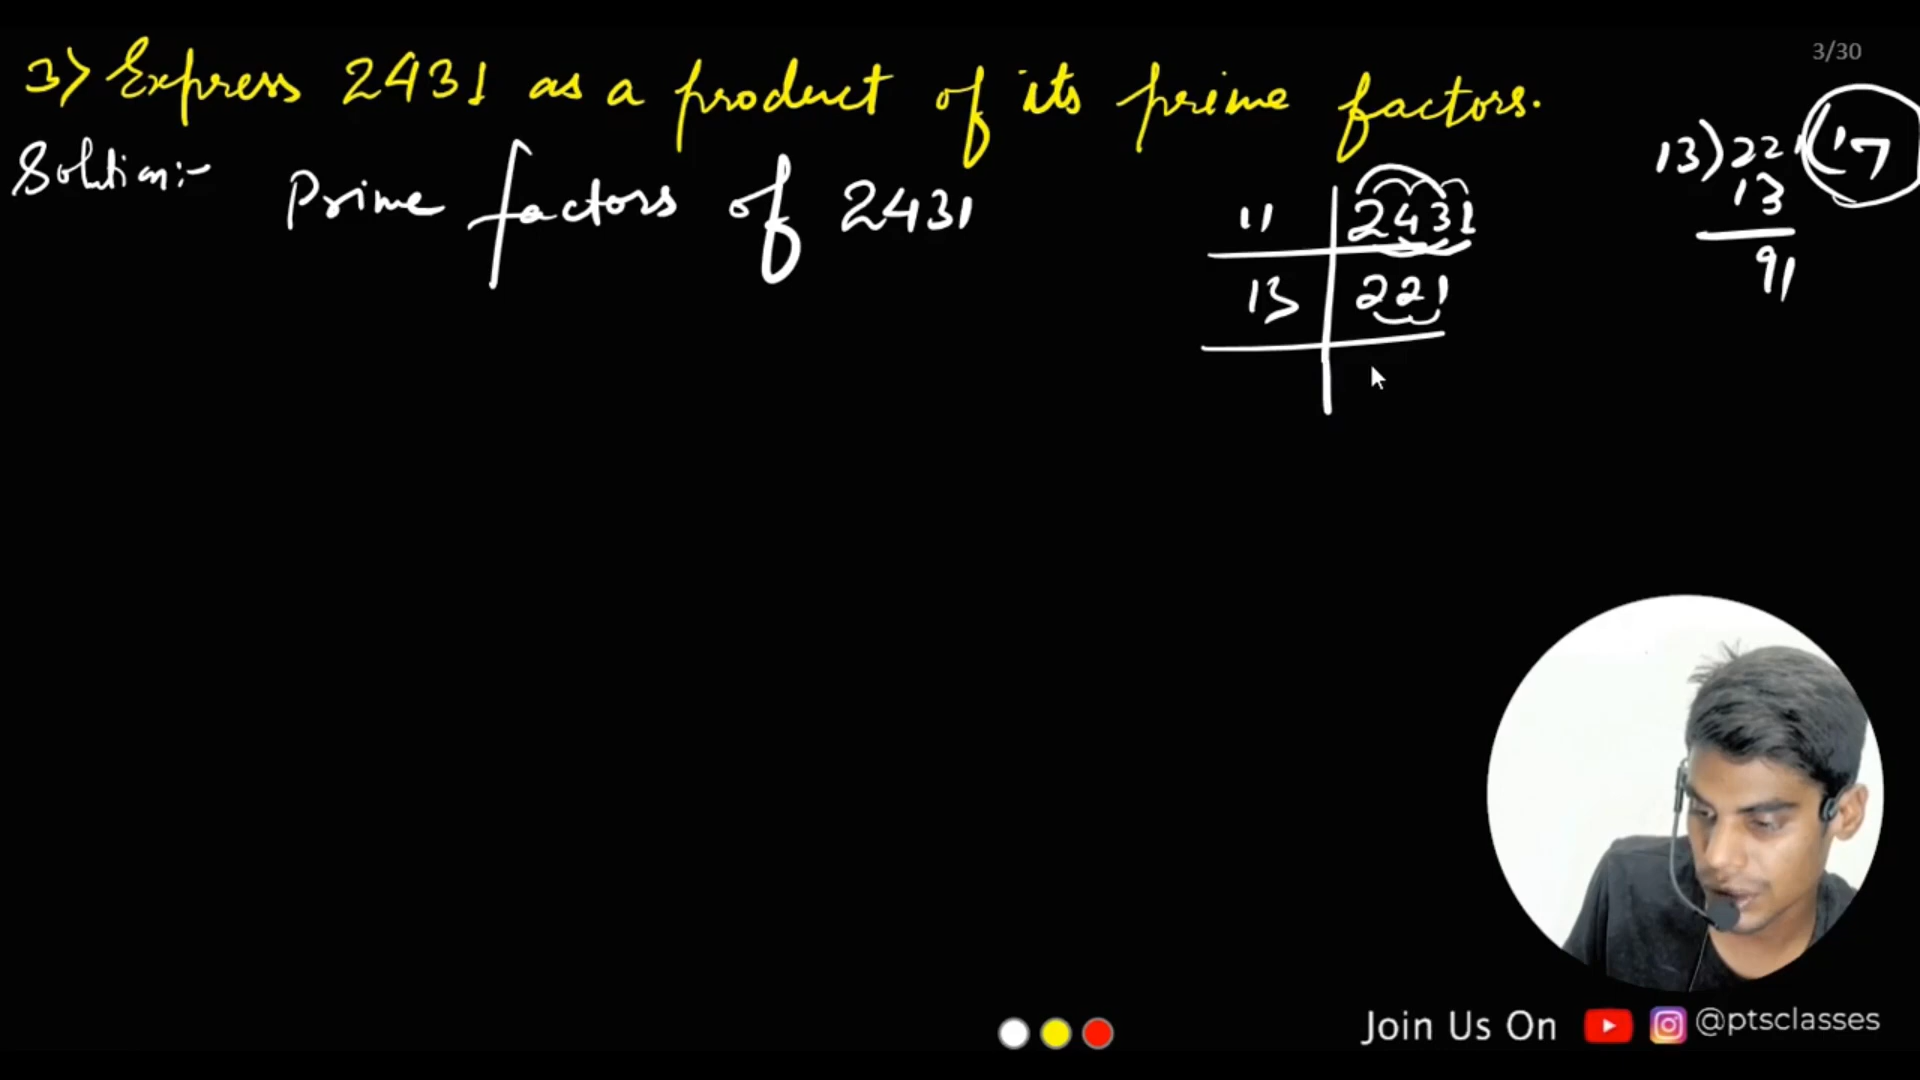 3/30
3) Express 2431 as a product of its prime factors.
Solution:-
Prime factors of 2431
11 | 2431
13 | 221
13) 221 (17
13
91
Join Us On @ptsclasses